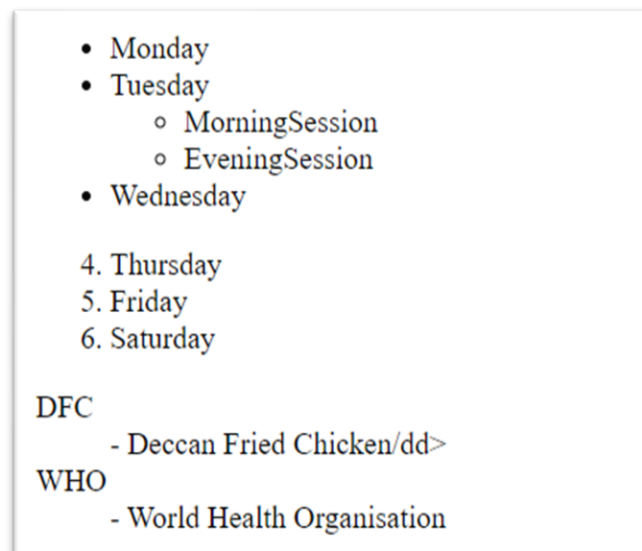 • Monday
• Tuesday
○ MorningSession
○ EveningSession
• Wednesday
4. Thursday
5. Friday
6. Saturday
DFC
- Deccan Fried Chicken/dd>
WHO
- World Health Organisation